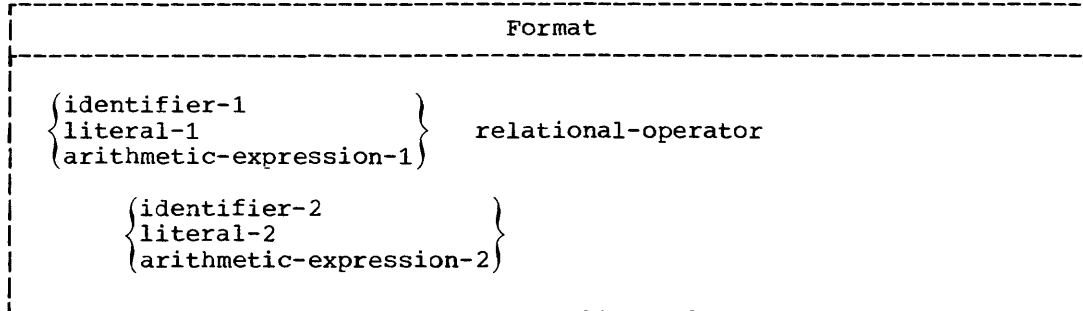 Format
identifier-1
literal-1 relational-operator
arithmetic-expression-1
identifier-2
literal-2
arithmetic-expression-2